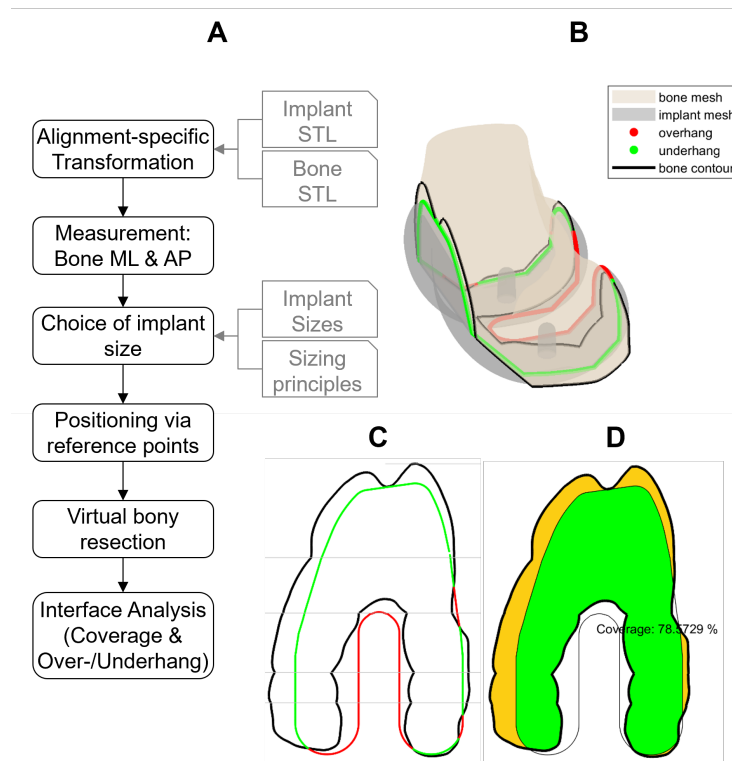 A
B
Alignment-specific
Transformation
Implant
STL
Bone
STL
Measurement:
Bone ML & AP
Choice of implant
size
Implant
Sizes
Sizing
principles
Positioning via
reference points
Virtual bony
resection
Interface Analysis
(Coverage &
Over-/Underhang)
bone mesh
implant mesh
overhang
underhang
bone contour
C
D
Coverage: 78.5729 %